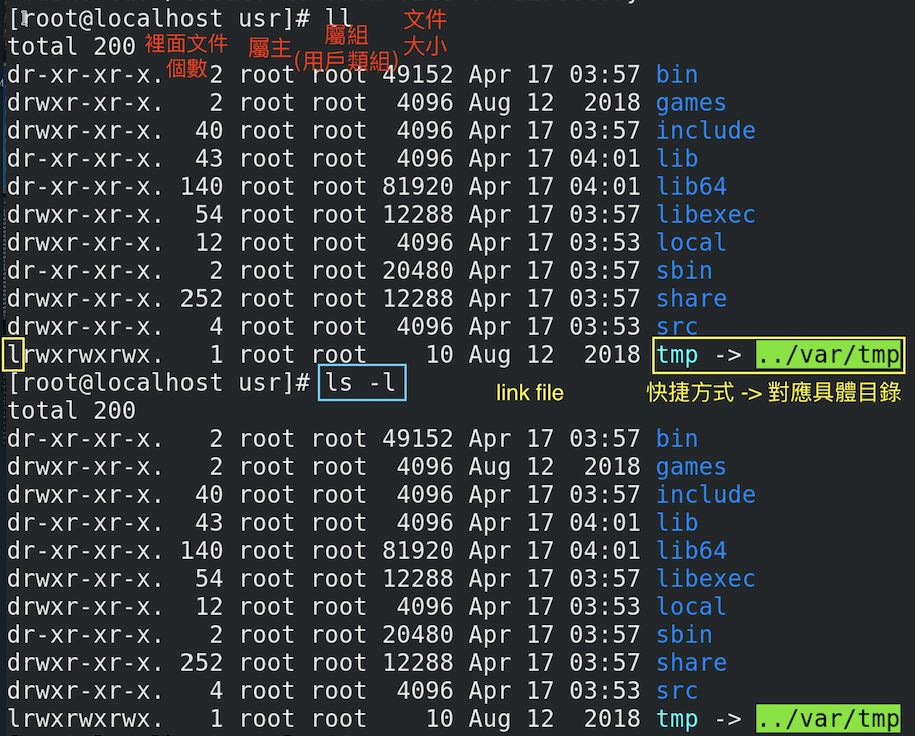 [root@localhost usr]# ll
total 200
裡面文件
個數
屬主
屬組
(用戶類組)
文件
大小
dr-xr-xr-x. 2 root root 49152 Apr 17 03:57 bin
drwxr-xr-x. 2 root root 4096 Aug 12 2018 games
drwxr-xr-x. 40 root root 4096 Apr 17 03:57 include
dr-xr-xr-x. 43 root root 4096 Apr 17 04:01 lib
dr-xr-xr-x. 140 root root 81920 Apr 17 04:01 lib64
drwxr-xr-x. 54 root root 12288 Apr 17 03:57 libexec
drwxr-xr-x. 12 root root 4096 Apr 17 03:53 local
dr-xr-xr-x. 2 root root 20480 Apr 17 03:57 sbin
drwxr-xr-x. 252 root root 12288 Apr 17 03:57 share
drwxr-xr-x. 4 root root 4096 Apr 17 03:53 src
lrwxrwxrwx. 1 root root 10 Aug 12 2018 tmp -> ../var/tmp
[root@localhost usr]# ls -l
link file
快捷方式 -> 對應具體目錄
total 200
dr-xr-xr-x. 2 root root 49152 Apr 17 03:57 bin
drwxr-xr-x. 2 root root 4096 Aug 12 2018 games
drwxr-xr-x. 40 root root 4096 Apr 17 03:57 include
dr-xr-xr-x. 43 root root 4096 Apr 17 04:01 lib
dr-xr-xr-x. 140 root root 81920 Apr 17 04:01 lib64
drwxr-xr-x. 54 root root 12288 Apr 17 03:57 libexec
drwxr-xr-x. 12 root root 4096 Apr 17 03:53 local
dr-xr-xr-x. 2 root root 20480 Apr 17 03:57 sbin
drwxr-xr-x. 252 root root 12288 Apr 17 03:57 share
drwxr-xr-x. 4 root root 4096 Apr 17 03:53 src
lrwxrwxrwx. 1 root root 10 Aug 12 2018 tmp -> ../var/tmp